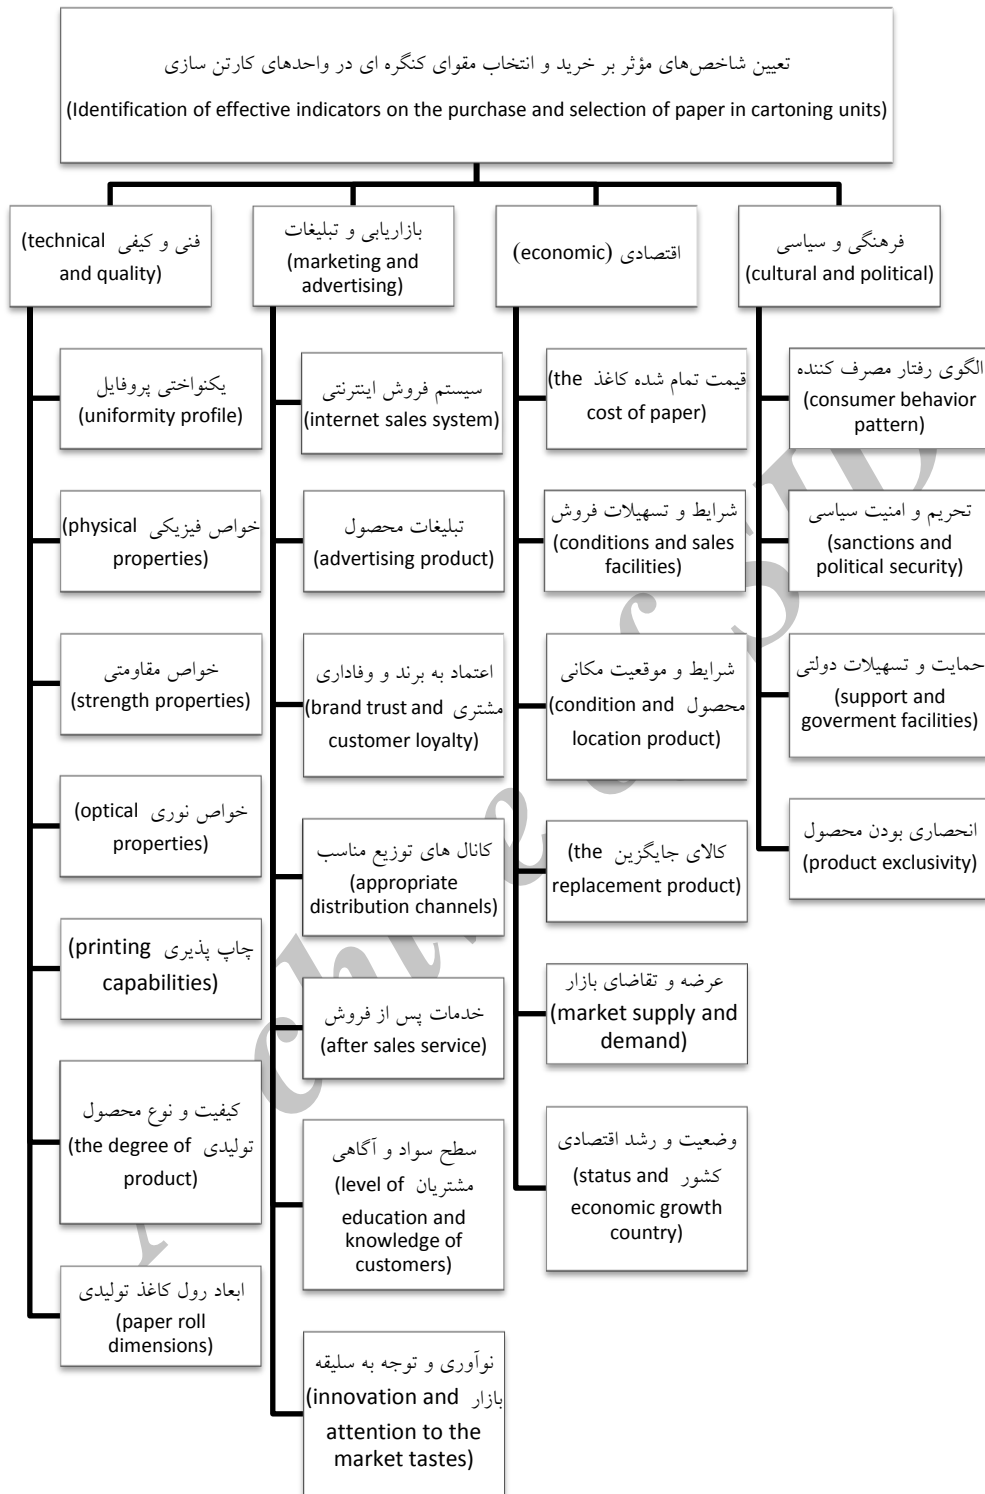 تعیین شاخص‌های مؤثر بر خرید و انتخاب مقوای کنگره ای در واحدهای کارتن سازی
(Identification of effective indicators on the purchase and selection of paper in cartoning units)
فنی و کیفی (technical
and quality)
یکنواختی پروفایل
(uniformity profile)
خواص فیزیکی (physical
properties)
خواص مقاومتی
(strength properties)
خواص نوری (optical
properties)
چاپ پذیری (printing
capabilities)
کیفیت و نوع محصول
تولیدی (the degree of
product)
ابعاد رول کاغذ تولیدی
(paper roll
dimensions)
بازاریابی و تبلیغات
(marketing and
advertising)
سیستم فروش اینترنتی
(internet sales system)
تبلیغات محصول
(advertising product)
اعتماد به برند و وفاداری
مشتری (brand trust and
customer loyalty)
کانال های توزیع مناسب
(appropriate
distribution channels)
خدمات پس از فروش
(after sales service)
سطح سواد و آگاهی
مشتریان (level of
education and
knowledge of
customers)
نوآوری و توجه به سلیقه
بازار (innovation and
attention to the
market tastes)
اقتصادی (economic)
قیمت تمام شده کاغذ (the
cost of paper)
شرایط و تسهیلات فروش
(conditions and sales
facilities)
شرایط و موقعیت مکانی
محصول (condition and
location product)
کالای جایگزین (the
replacement product)
عرضه و تقاضای بازار
(market supply and
demand)
وضعیت و رشد اقتصادی
کشور (status and
economic growth
country)
فرهنگی و سیاسی
(cultural and political)
الگوی رفتار مصرف کننده
(consumer behavior
pattern)
تحریم و امنیت سیاسی
(sanctions and
political security)
حمایت و تسهیلات دولتی
(support and
goverment facilities)
انحصاری بودن محصول
(product exclusivity)